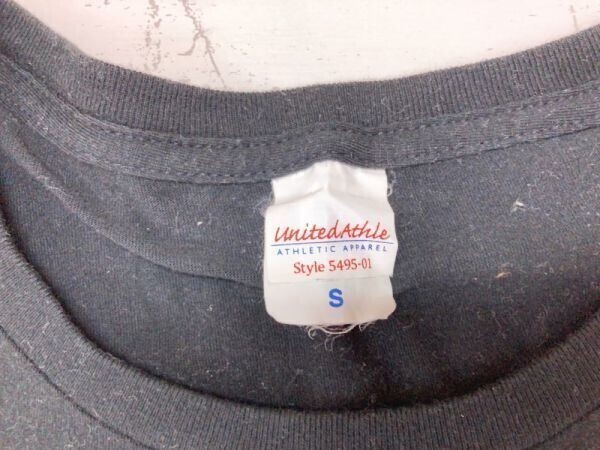 UnitedAthle
ATHLETIC APPAREL
Style 5495-01
S